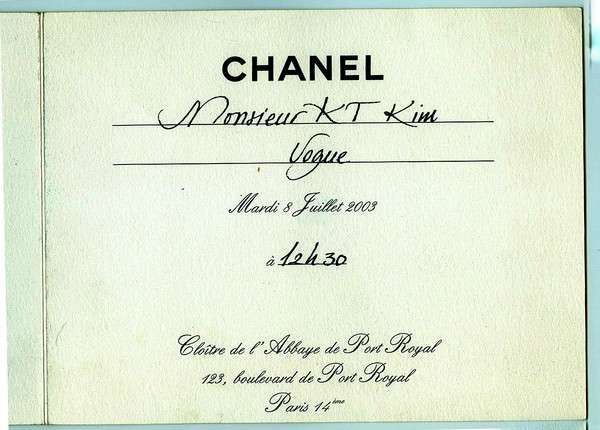 CHANEL
Monsieur KT Kim
Vogue
Mardi 8 Juillet 2003
à 12h30
Cloître de l'Abbaye de Port Royal
123, boulevard de Port Royal
Paris 14ème